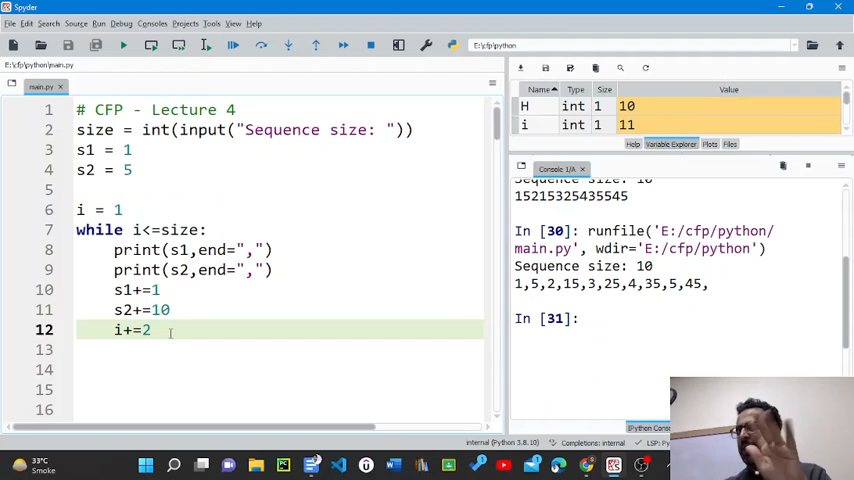 Spyder
File Edit Search Source Run Debug Consoles Projects Tools View Help
E:\cfp\python
E:\cfp\python\main.py
main.py
1 # CFP - Lecture 4
2 size = int(input("Sequence size: "))
3 s1 = 1
4 s2 = 5
5
6 i = 1
7 while i<=size:
8 print(s1,end=",")
9 print(s2,end=",")
10 s1+=1
11 s2+=10
12 i+=2
13
14
15
16
Name Type Size Value
H int 1 10
i int 1 11
Help Variable Explorer Plots Files
Console 1/A
Sequence size: 10
15215325435545
In [30]: runfile('E:/cfp/python/
main.py', wdir='E:/cfp/python')
Sequence size: 10
1,5,2,15,3,25,4,35,5,45,
In [31]:
IPython Cons
internal (Python 3.8.10) Completions: internal LSP:
33°C
Smoke